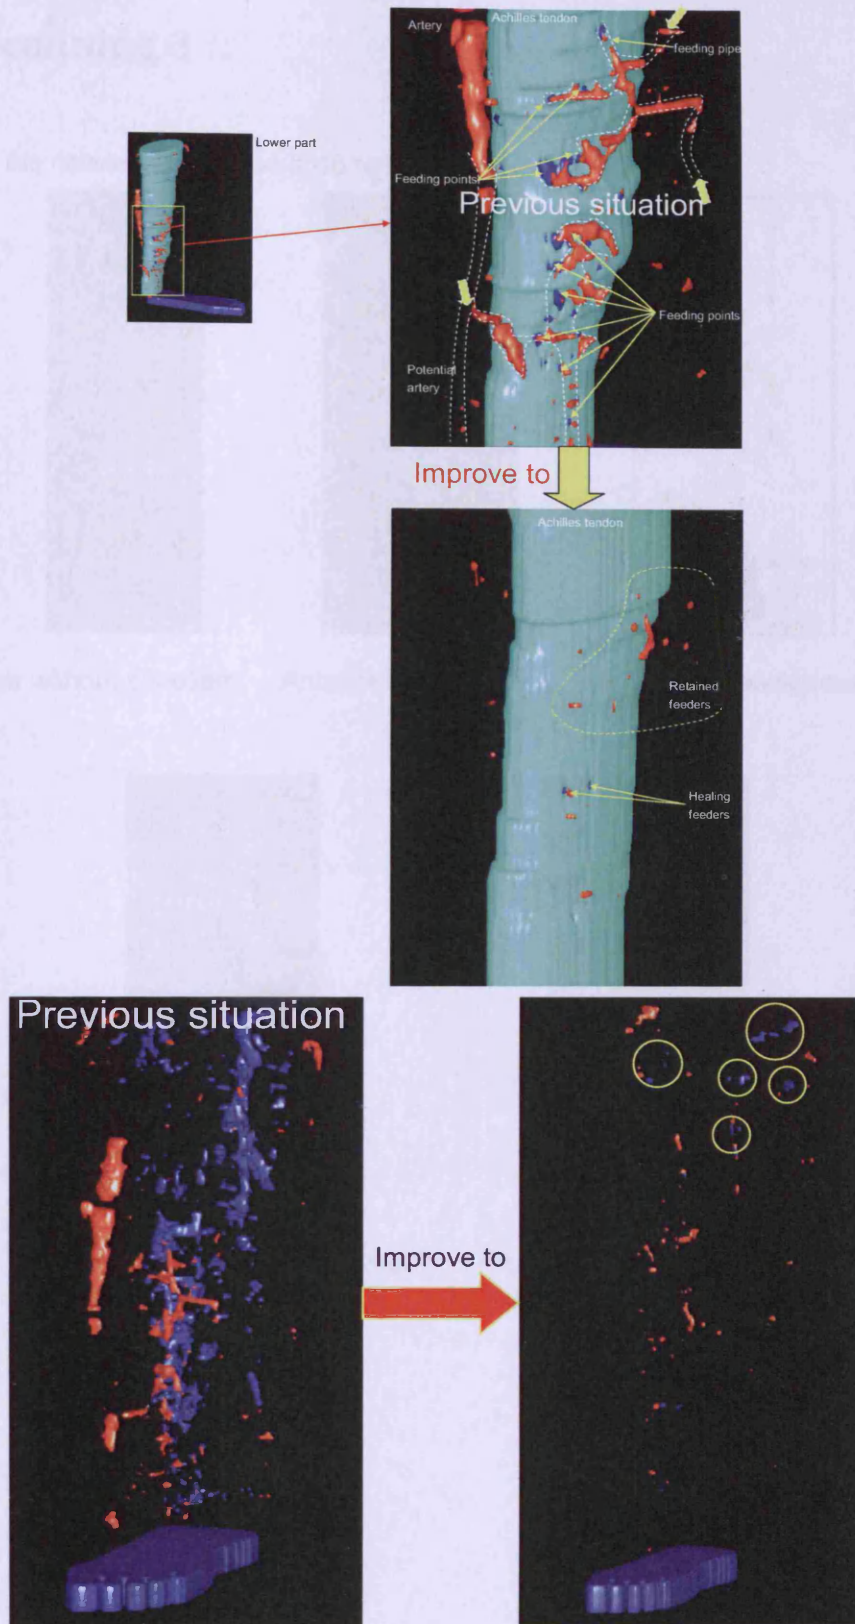 Artery
Achilles tendon
feeding pipe
Lower part
Feeding points
Previous situation
Feeding points
Potential
artery
Improve to
Achilles tendon
Retained
feeders
Healing
feeders
Previous situation
Improve to